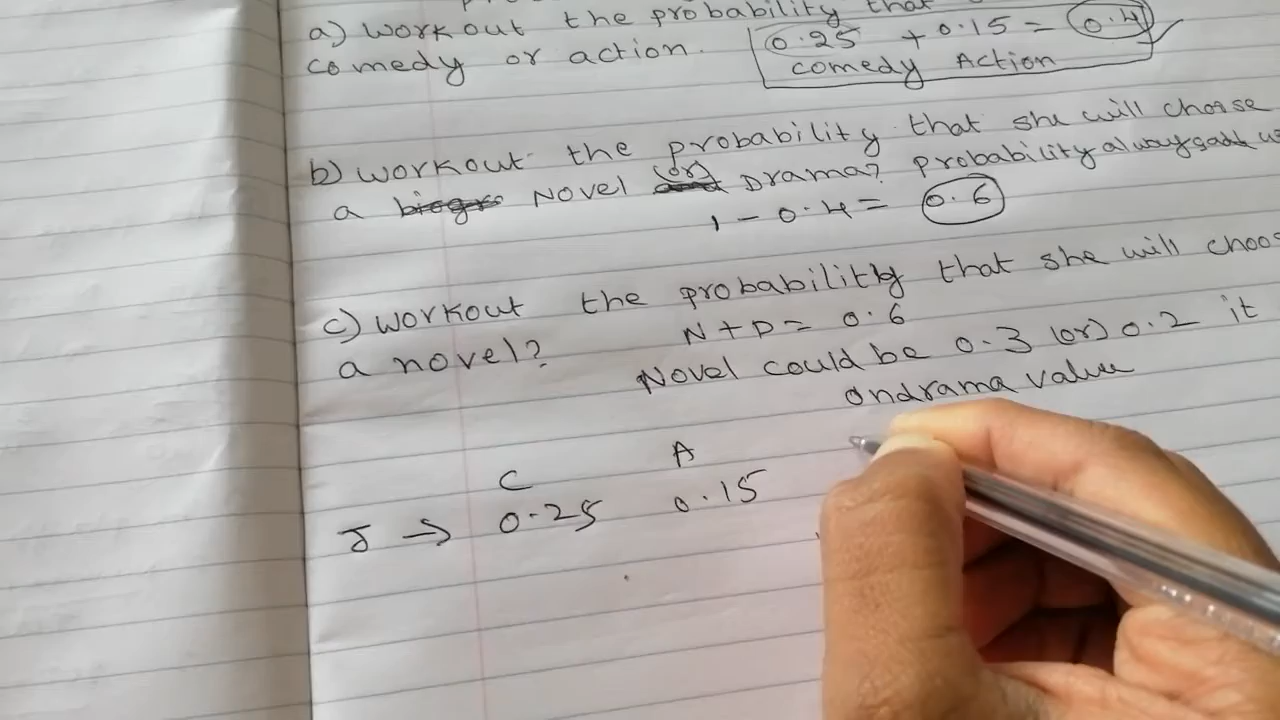 a) workout the probability that
comedy or action. 0.25 + 0.15 = 0.4
comedy Action
b) workout the probability that she will choose
a Novel (or) Drama? probability always add
1 - 0.4 = 0.6
c) workout the probability that she will choos
a novel? N+D = 0.6
Novel could be 0.3 (or) 0.2 it
on drama value
C A
J → 0.25 0.15